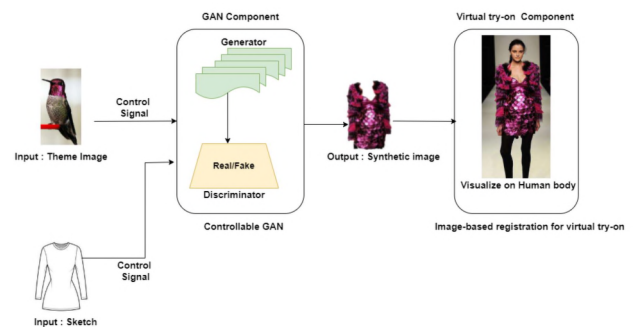 GAN Component
Virtual try-on Component
Generator
Control
Signal
Input : Theme Image
Real/Fake
Discriminator
Output : Synthetic image
Visualize on Human body
Controllable GAN
Image-based registration for virtual try-on
Control
Signal
Input : Sketch